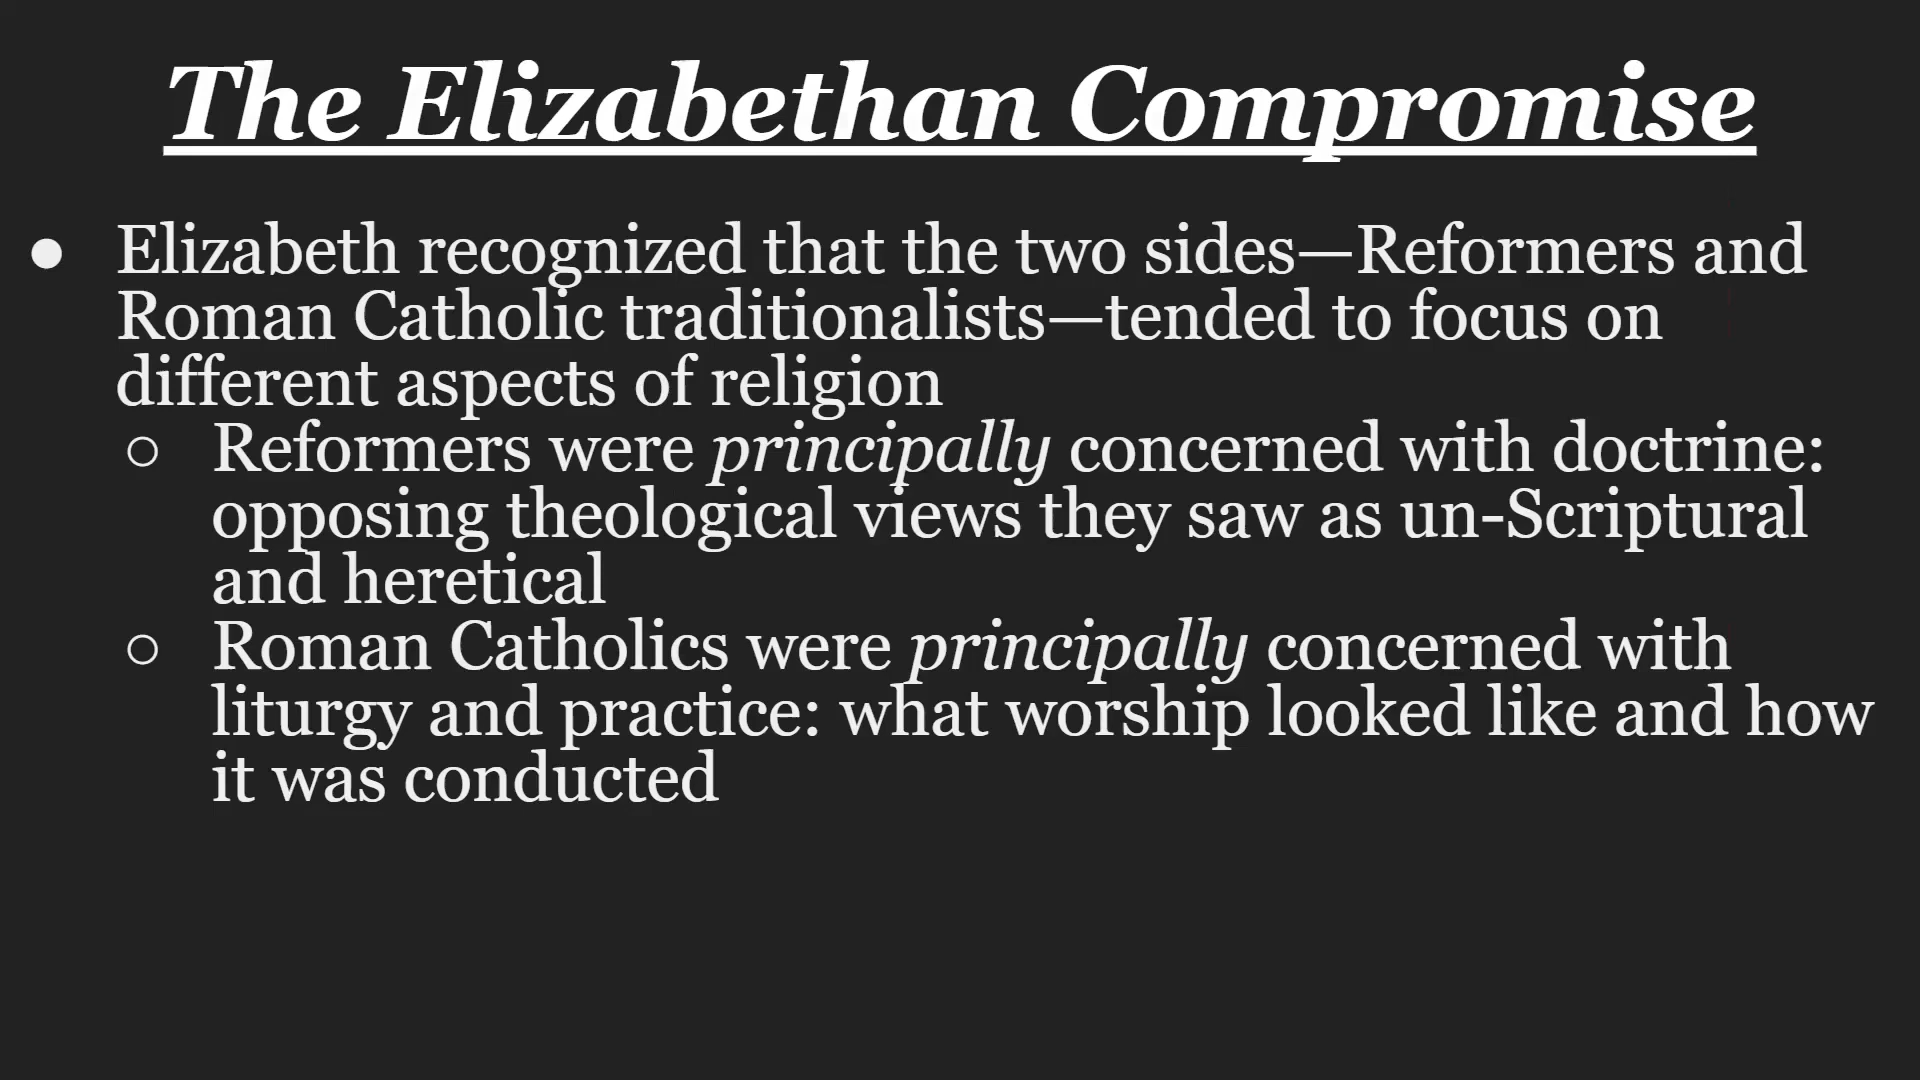 The Elizabethan Compromise
● Elizabeth recognized that the two sides—Reformers and
Roman Catholic traditionalists—tended to focus on
different aspects of religion
○ Reformers were principally concerned with doctrine:
opposing theological views they saw as un-Scriptural
and heretical
○ Roman Catholics were principally concerned with
liturgy and practice: what worship looked like and how
it was conducted